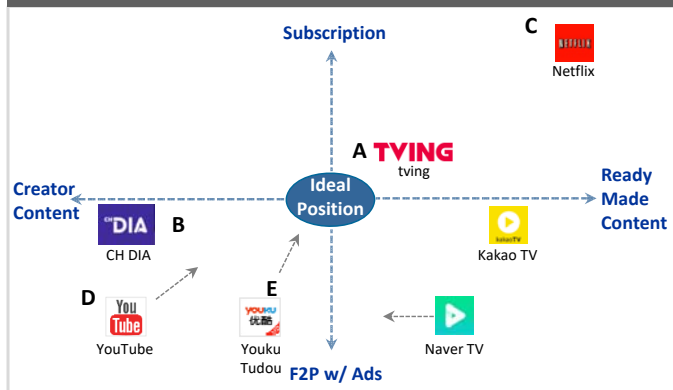 Subscription
C
NETFLIX
Netflix
A TVING
tving
Creator
Content
Ideal
Position
Ready
Made
Content
CH DIA
B
CH DIA
kakaoTV
Kakao TV
D
You
Tube
YouTube
E
YOUKU
优酷
Youku
Tudou
Naver TV
F2P w/ Ads